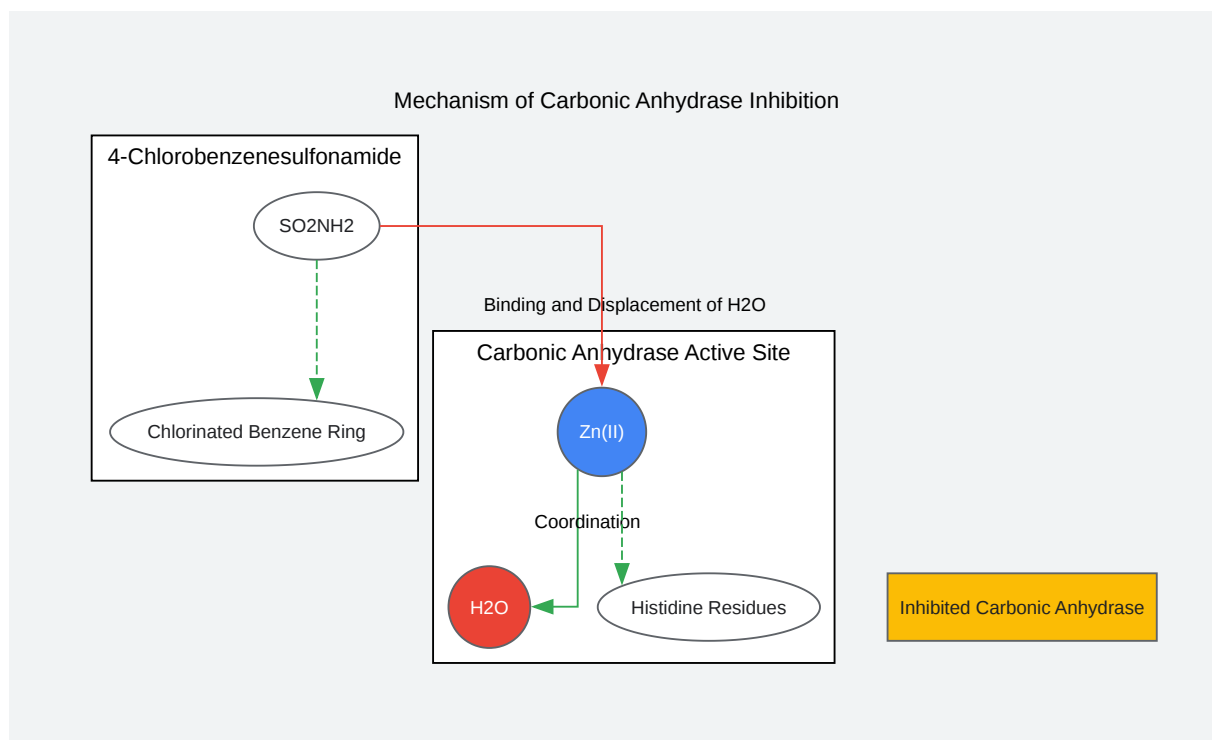 Mechanism of Carbonic Anhydrase Inhibition
4-Chlorobenzenesulfonamide
SO2NH2
Chlorinated Benzene Ring
Binding and Displacement of H2O
Carbonic Anhydrase Active Site
Zn(II)
Coordination
H2O
Histidine Residues
Inhibited Carbonic Anhydrase